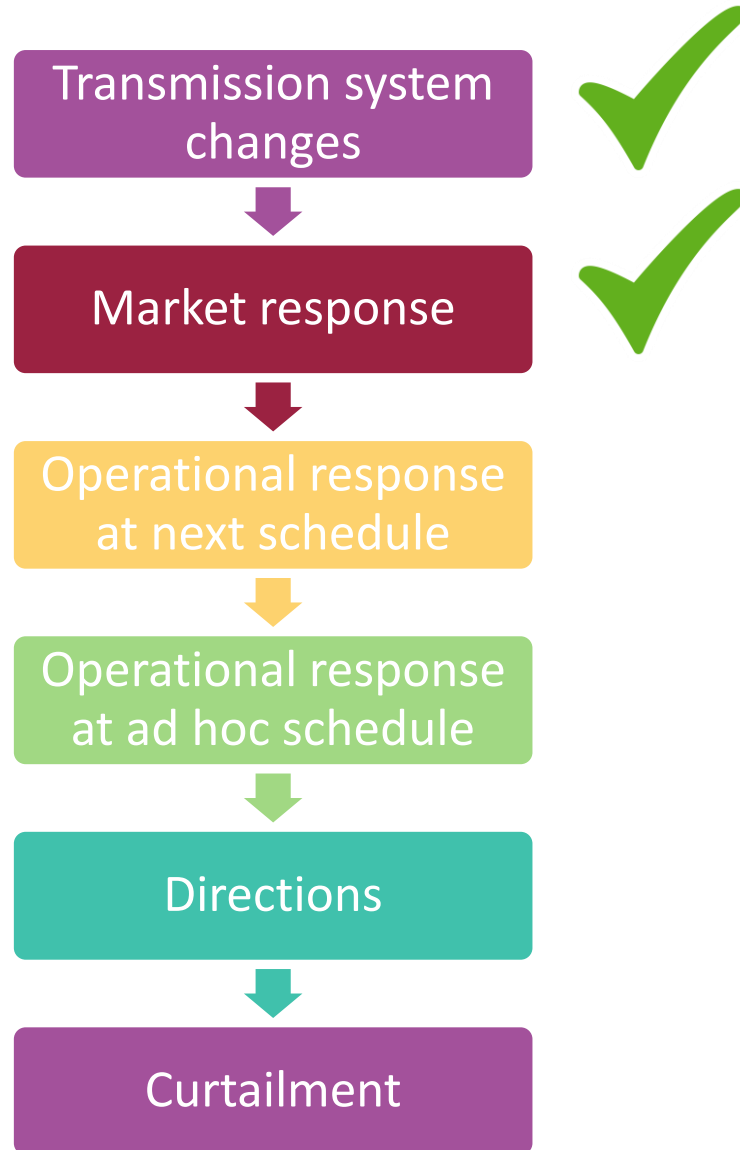 Transmission system
changes
Market response
Operational response
at next schedule
Operational response
at ad hoc schedule
Directions
Curtailment